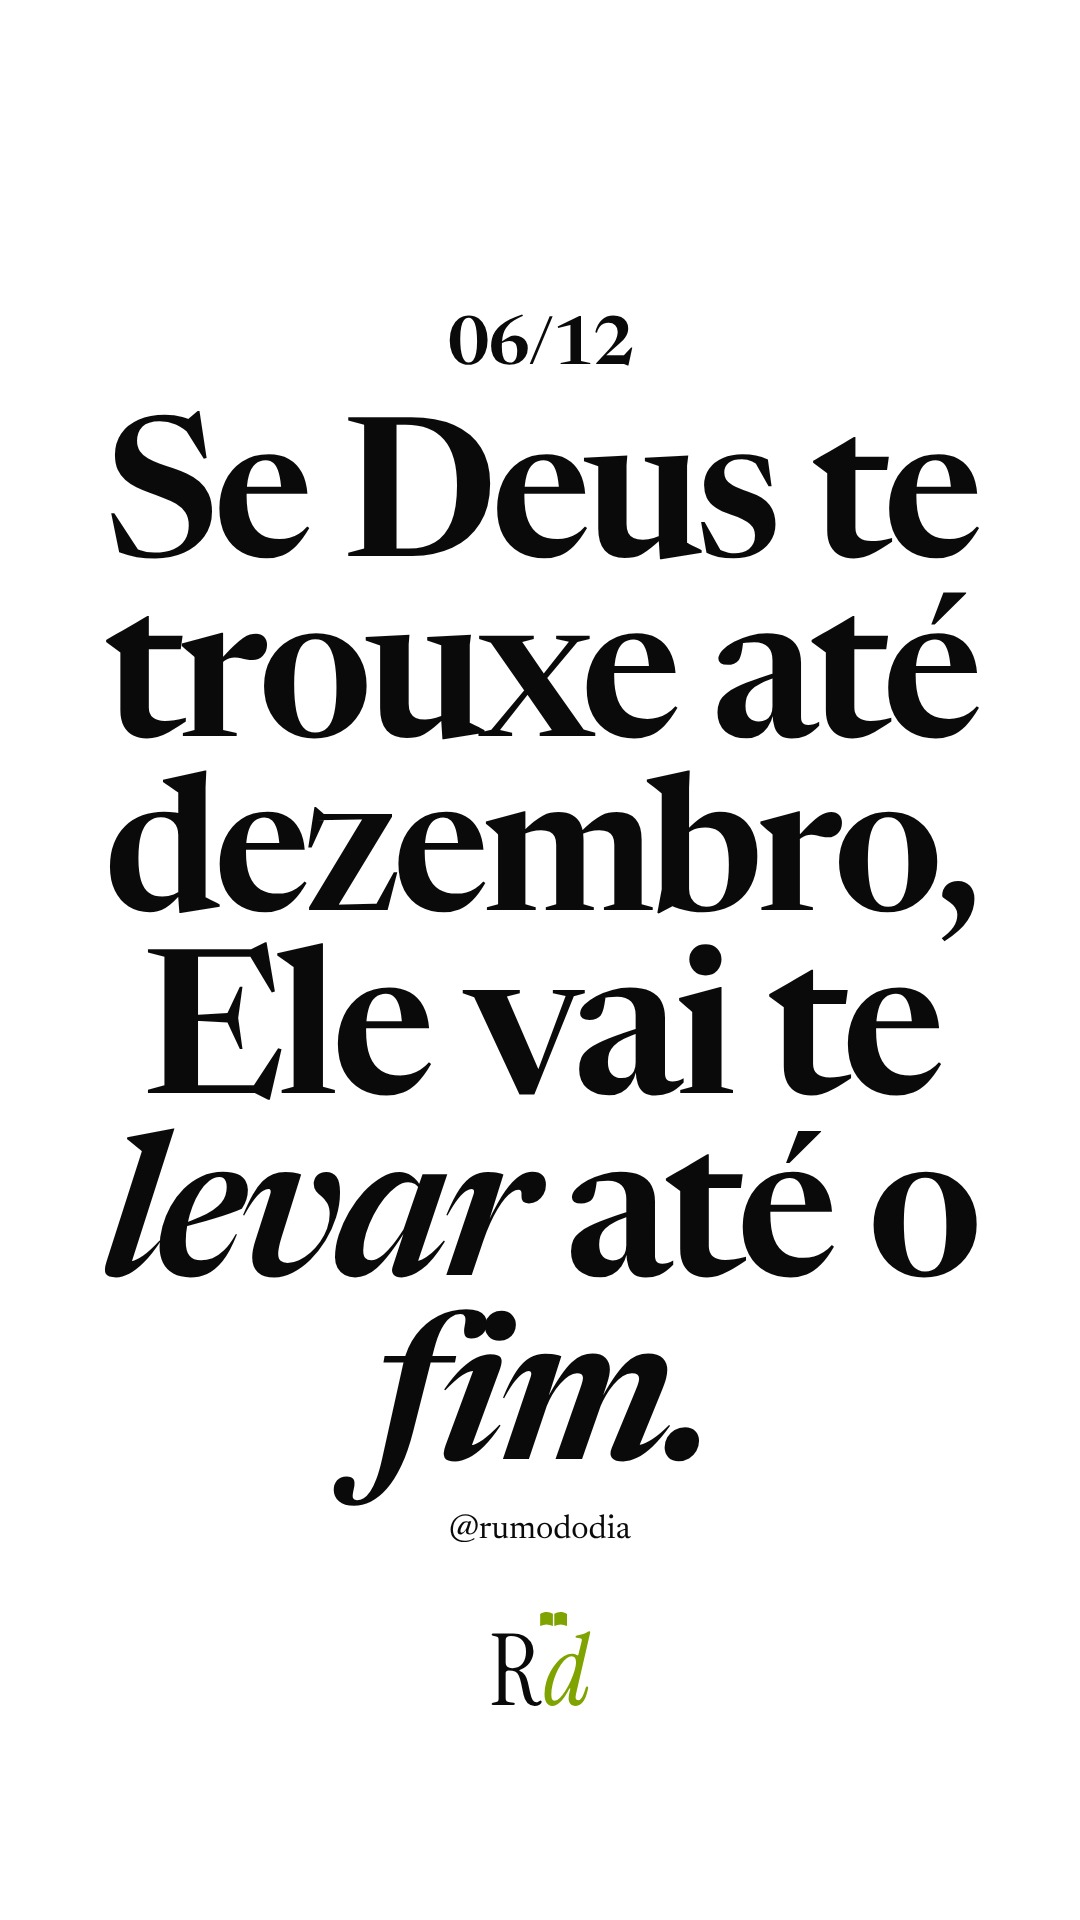 06/12
Se Deus te
trouxe até
dezembro,
Ele vai te
levar até o
fim.
@rumododia
Rd